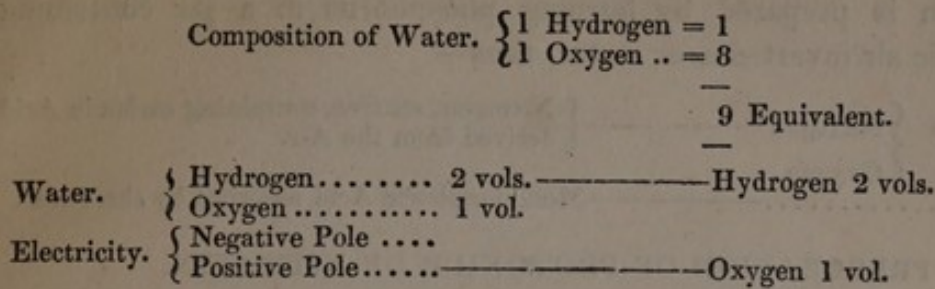 Composition of Water. { 1 Hydrogen = 1
{ 1 Oxygen .. = 8
9 Equivalent.
Water. { Hydrogen........ 2 vols.————Hydrogen 2 vols.
{ Oxygen ........... 1 vol.
Electricity. { Negative Pole ....
{ Positive Pole......————Oxygen 1 vol.